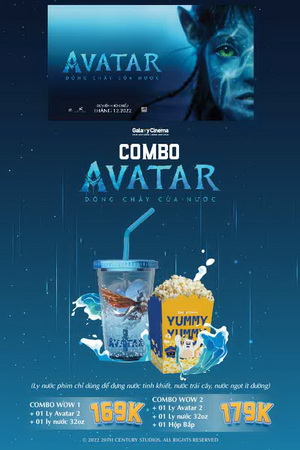 AVATAR
DÒNG CHẢY CỦA NƯỚC
THÁNG 12.2022
Galaxy Cinema
COMBO
AVATAR
DÒNG CHẢY CỦA NƯỚC
AVATAR
YUMMY
YUMMY
(Ly nước phim chỉ dùng để đựng nước tinh khiết, nước trái cây, nước ngọt ít đường)
COMBO WOW 1
+ 01 Ly Avatar 2
+ 01 ly nước 32oz
169K
COMBO WOW 2
+ 01 Ly Avatar 2
+ 01 ly nước 32oz
+ 01 Hộp Bắp
179K
© 2022 20TH CENTURY STUDIOS. ALL RIGHTS RESERVED